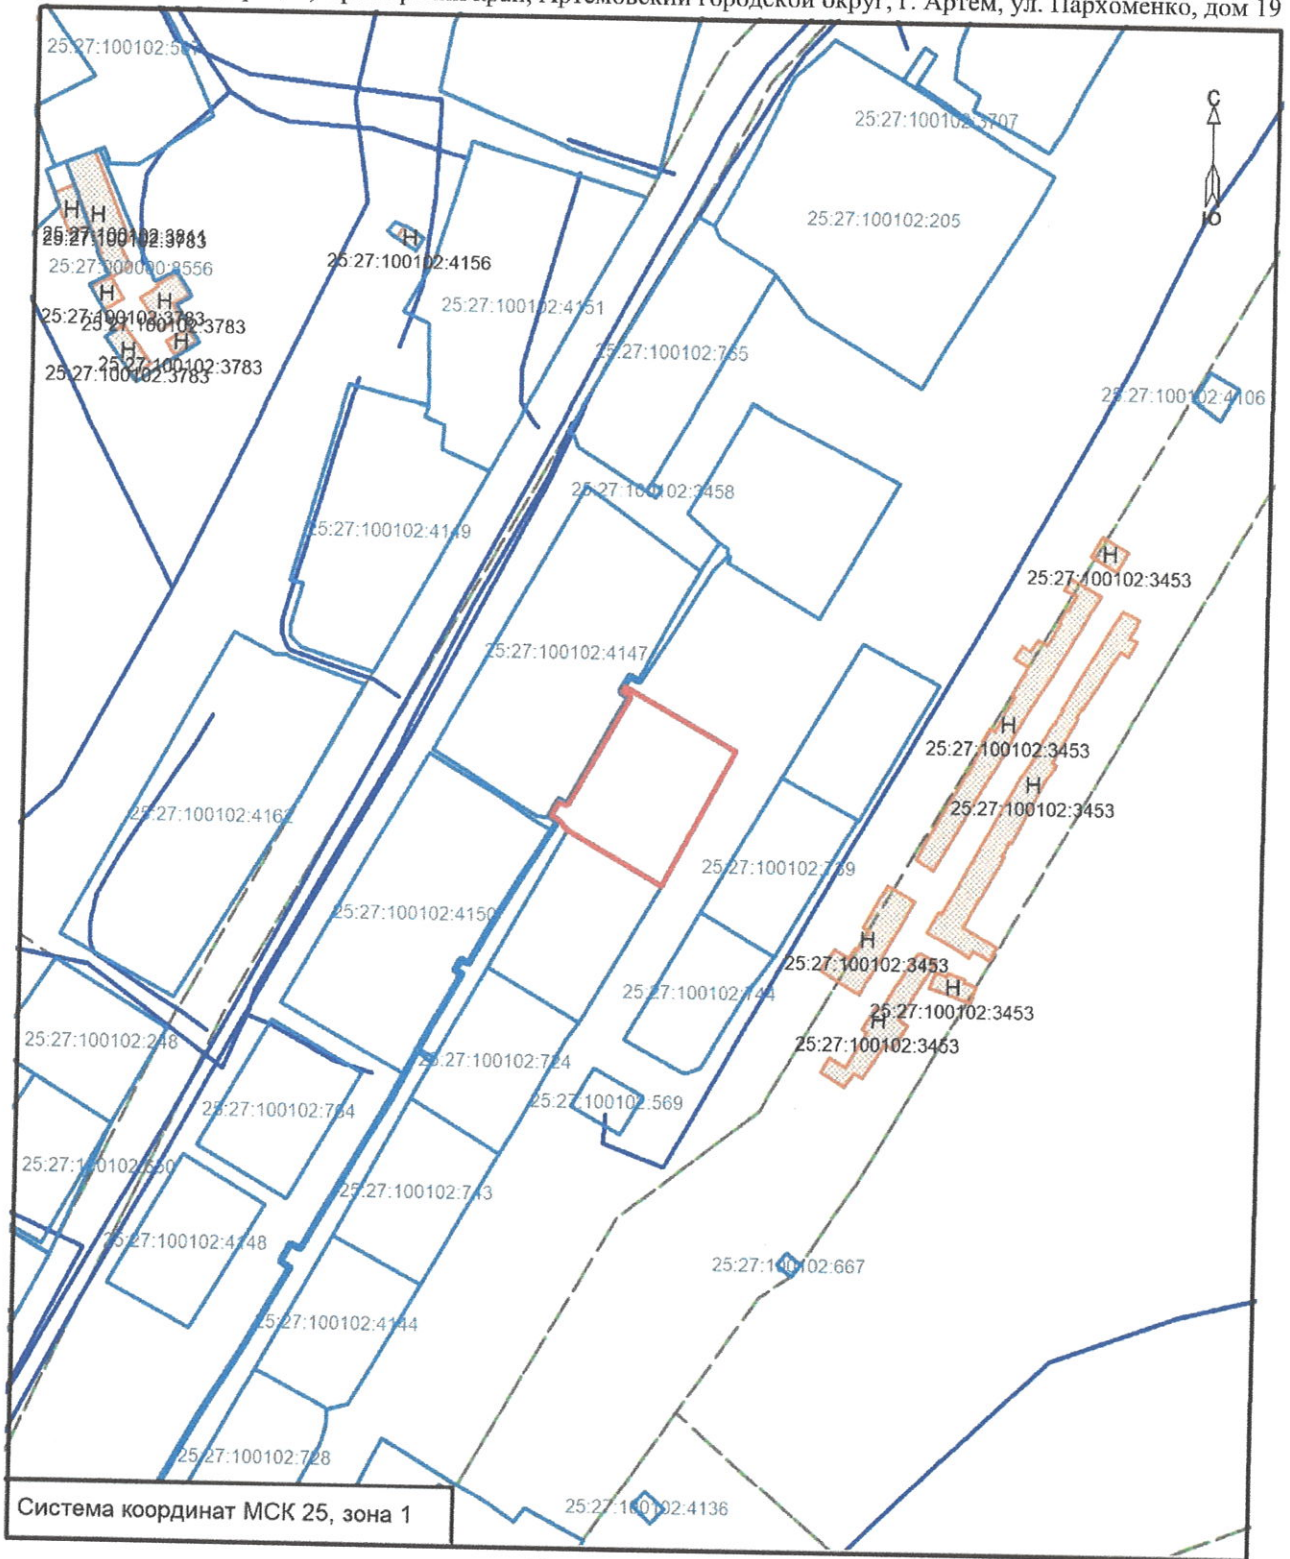 край, Артемовский городской округ, г. Артем, ул. Пархоменко, дом 19
25:27:100102:3707
С
Ю
25:27:100102:205
Н
Н
25:27:100102:3783
25:27:000000:8556
Н
25:27:100102:4156
25:27:100102:4151
Н
Н
25:27:100102:3783
25:27:100102:3783
Н
Н
25:27:100102:3783
25:27:100102:3783
25:27:100102:765
25:27:100102:4106
25:27:100102:3458
25:27:100102:4149
Н
25:27:100102:3453
25:27:100102:4147
Н
25:27:100102:3453
Н
25:27:100102:3453
25:27:100102:4162
25:27:100102:739
25:27:100102:4150
Н
25:27:100102:3453
25:27:100102:744
Н
25:27:100102:3453
Н
25:27:100102:3453
25:27:100102:248
25:27:100102:724
25:27:100102:764
25:27:100102:569
25:27:100102:743
25:27:100102:4148
25:27:100102:667
25:27:100102:4144
25:27:100102:728
25:27:100102:4136
Система координат МСК 25, зона 1